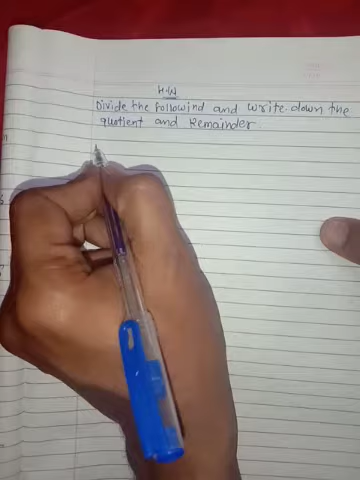 H.W
Divide the followind and write down the
quotient and Remainder.